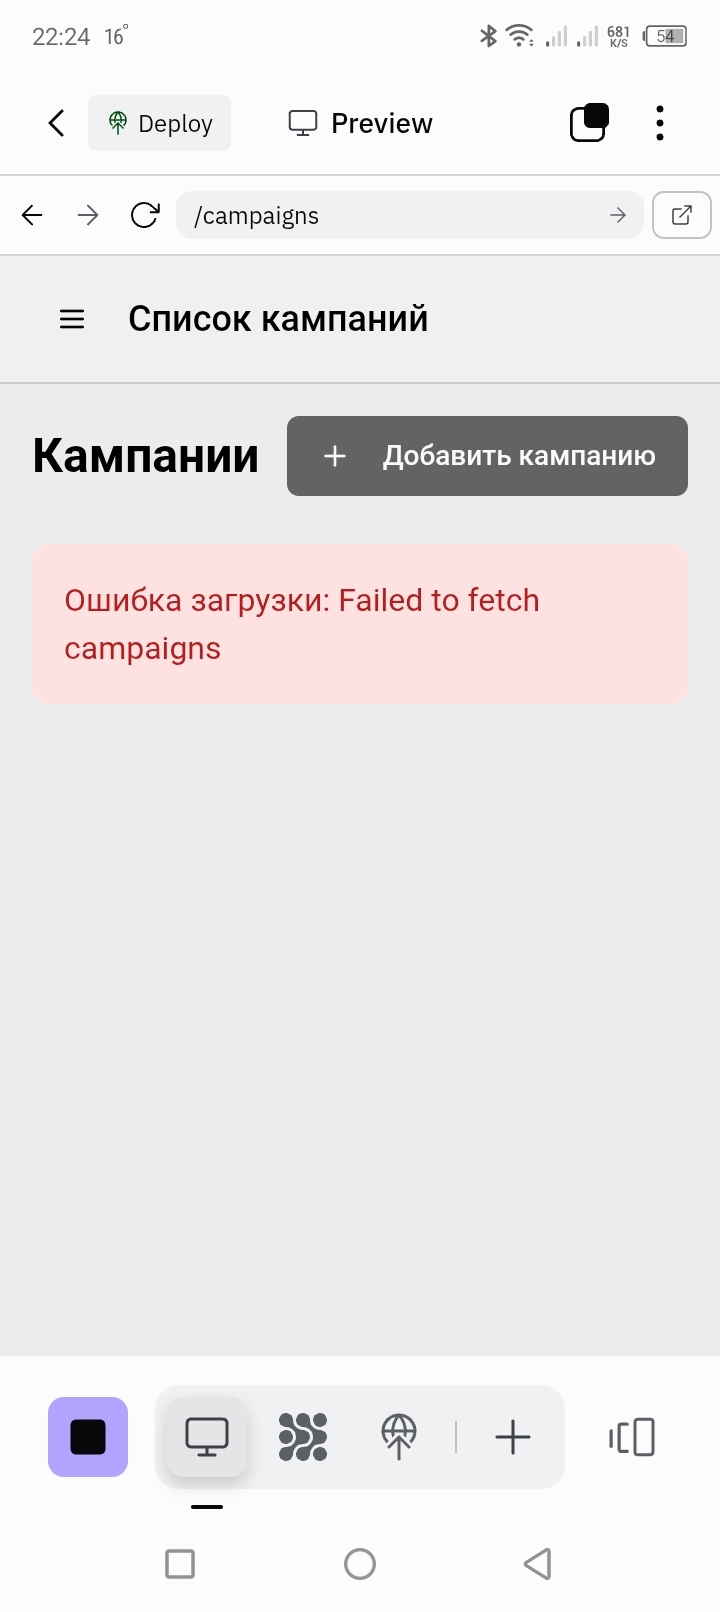 22:24 16°
681
K/S
54
Deploy
Preview
/campaigns
Список кампаний
Кампании
Добавить кампанию
Ошибка загрузки: Failed to fetch
campaigns